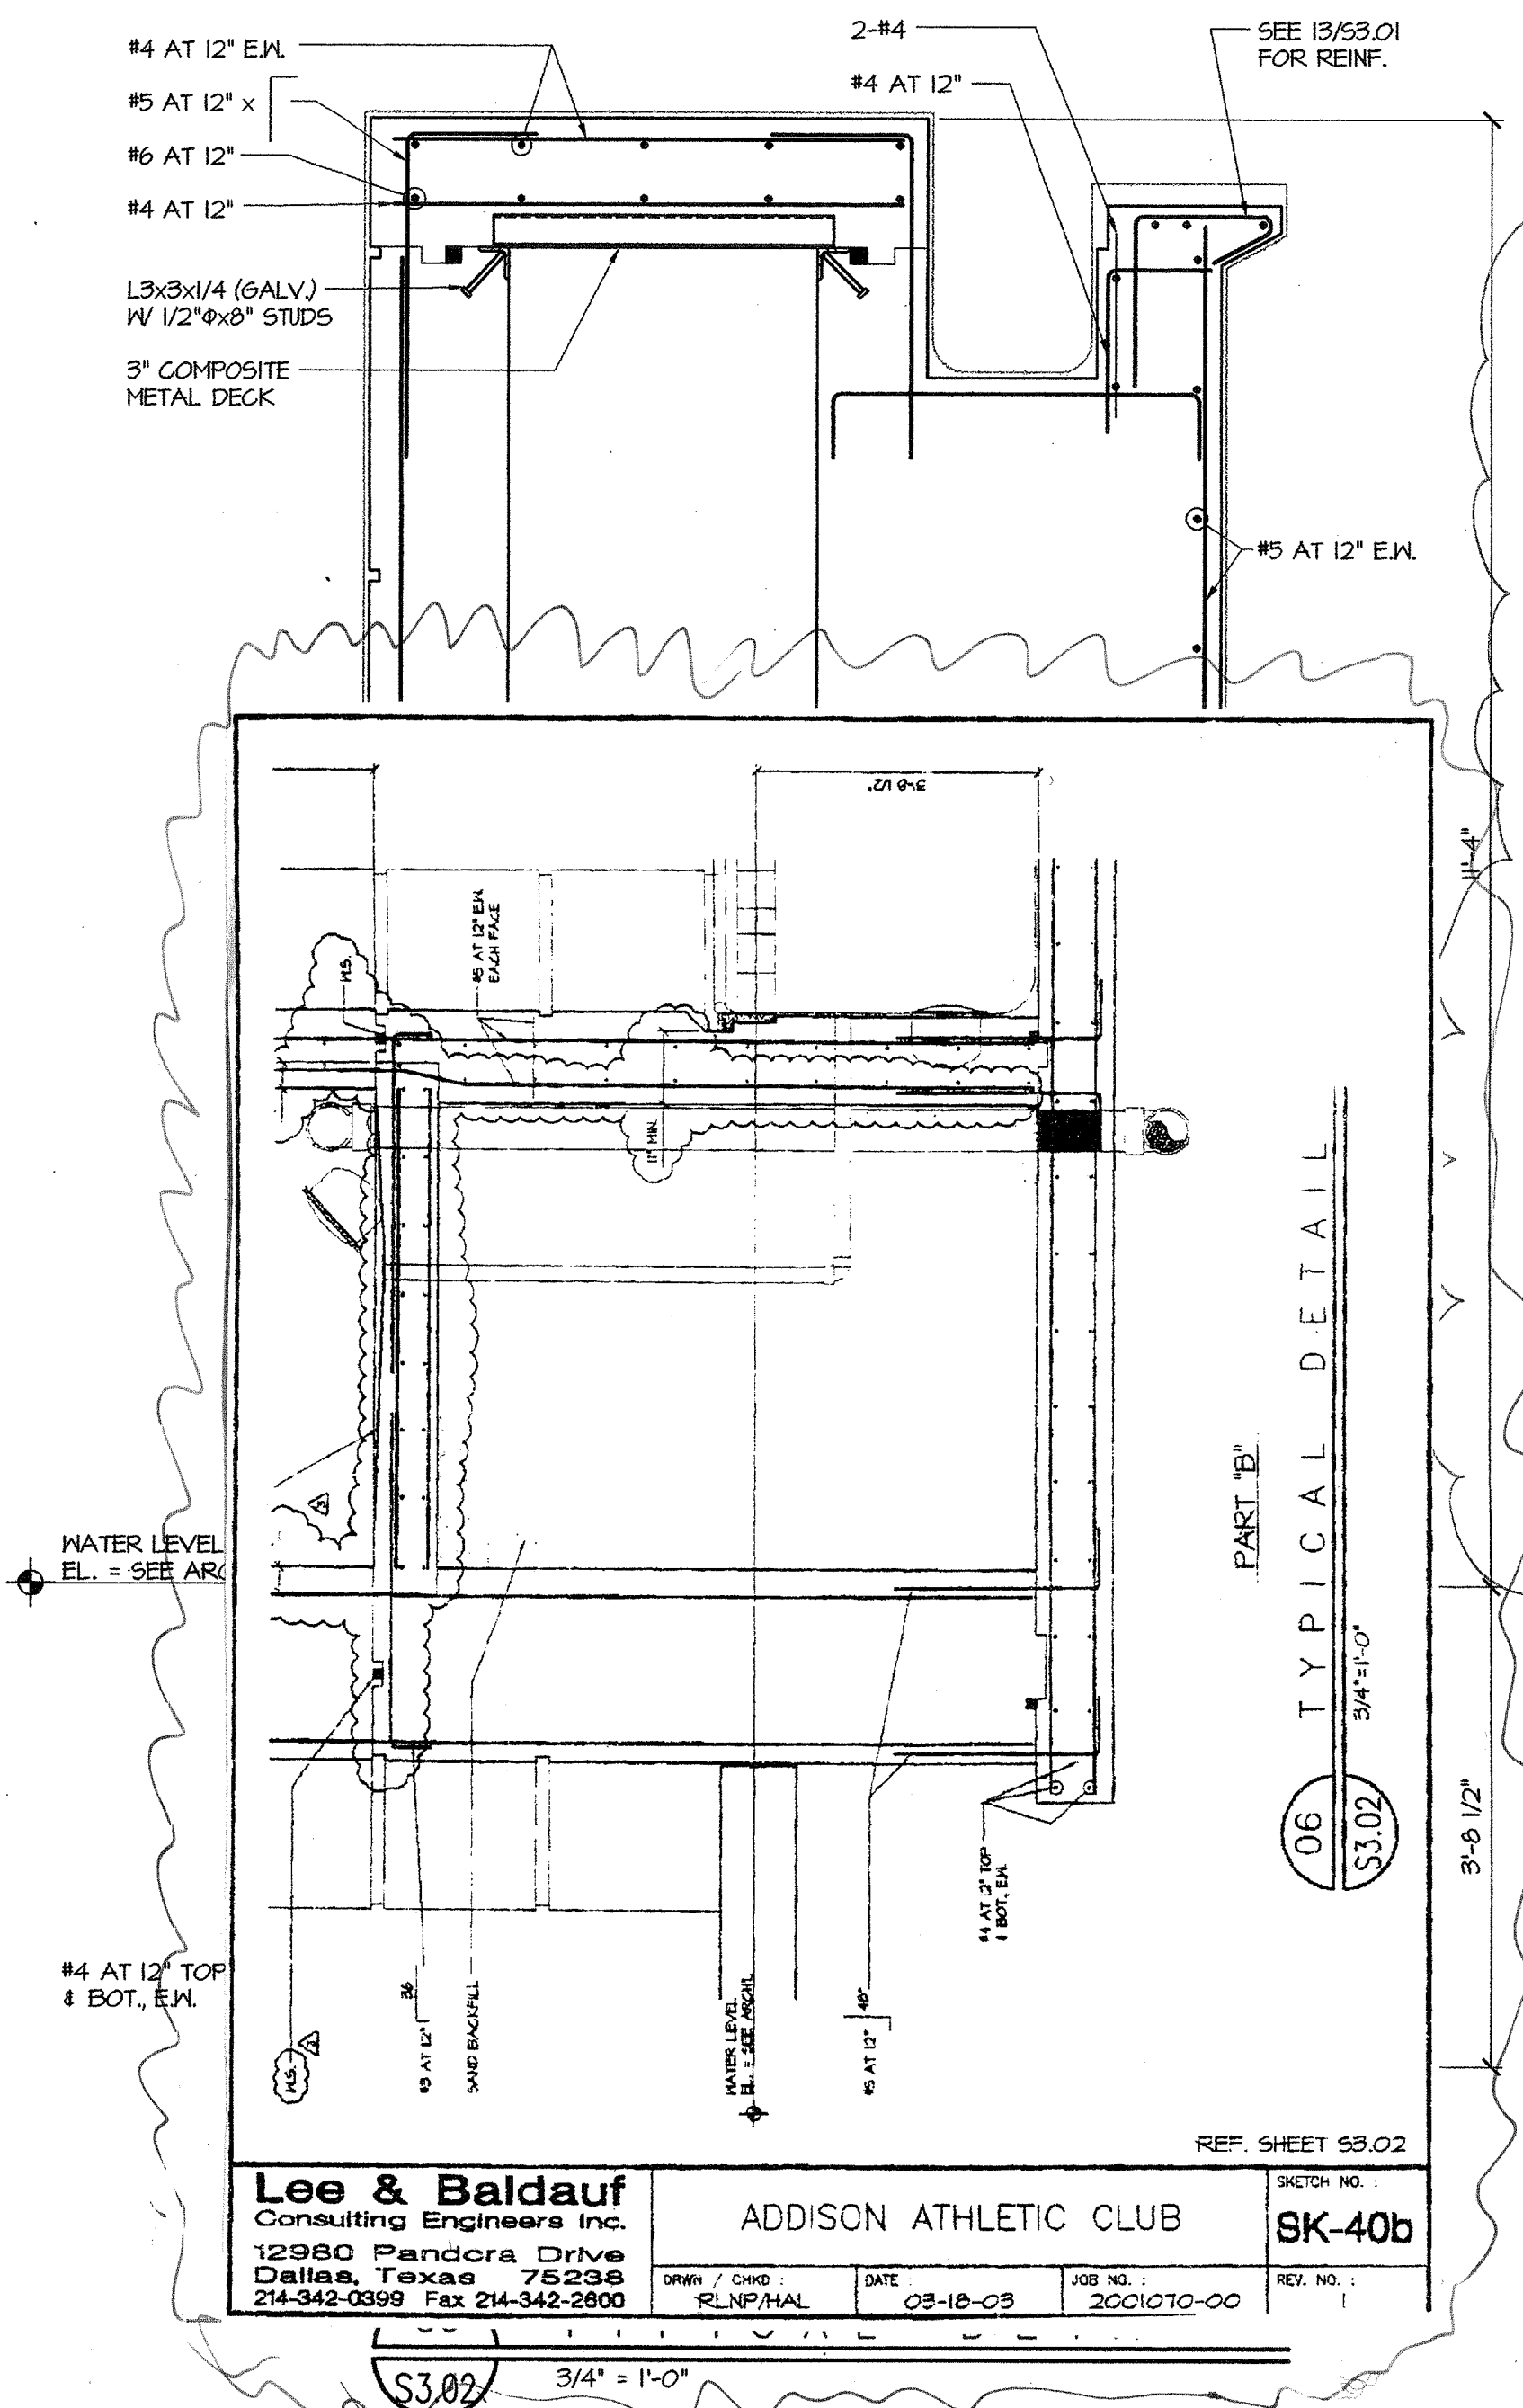 #4 AT 12" E.W.
#5 AT 12" x
#6 AT 12"
#4 AT 12"
L3x3x1/4 (GALV.)
W/ 1/2"Φx8" STUDS
3" COMPOSITE
METAL DECK
2-#4
#4 AT 12"
SEE 13/S3.01
FOR REINF.
#5 AT 12" E.W.
11'-4"
3'-8 1/2"
WATER LEVEL
EL. = SEE
#4 AT 12" TOP
& BOT., E.W.
3'-8 1/2"
W.S.
#5 AT 12" E.W.
EACH FACE
11" MIN.
3
W.S.
#3 AT 12"
36
SAND BACKFILL
WATER LEVEL
EL. = SEE ARCH'L
#5 AT 12"
48"
#4 AT 12" TOP
& BOT., E.W.
PART "B"
TYPICAL DETAIL
3/4"=1'-0"
06
S3.02
REF. SHEET S3.02
Lee & Baldauf
Consulting Engineers Inc.
12980 Pandora Drive
Dallas, Texas 75238
214-342-0399 Fax 214-342-2600
ADDISON ATHLETIC CLUB
SKETCH NO. :
SK-40b
DRWN / CHKD :
RLNP/HAL
DATE :
03-18-03
JOB NO. :
2001070-00
REV. NO. :
1
S3.02
3/4" = 1'-0"